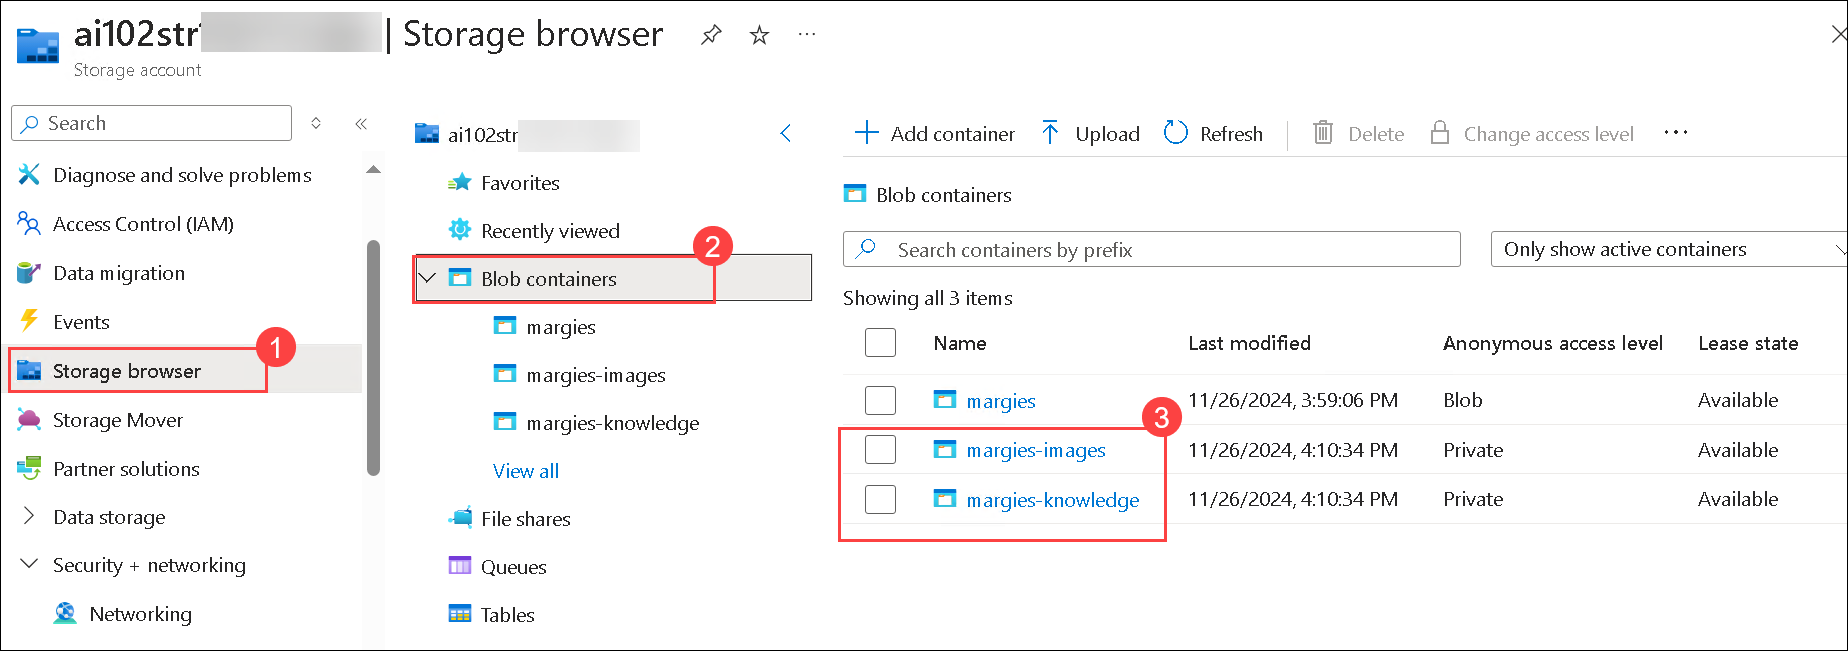 ai102str | Storage browser
Storage account
Search
Diagnose and solve problems
Access Control (IAM)
Data migration
Events
Storage browser
1
Storage Mover
Partner solutions
Data storage
Security + networking
Networking
ai102str
Favorites
Recently viewed
Blob containers
2
margies
margies-images
margies-knowledge
View all
File shares
Queues
Tables
Add container Upload Refresh Delete Change access level
Blob containers
Search containers by prefix Only show active containers
Showing all 3 items
Name Last modified Anonymous access level Lease state
margies 11/26/2024, 3:59:06 PM Blob Available
3
margies-images 11/26/2024, 4:10:34 PM Private Available
margies-knowledge 11/26/2024, 4:10:34 PM Private Available